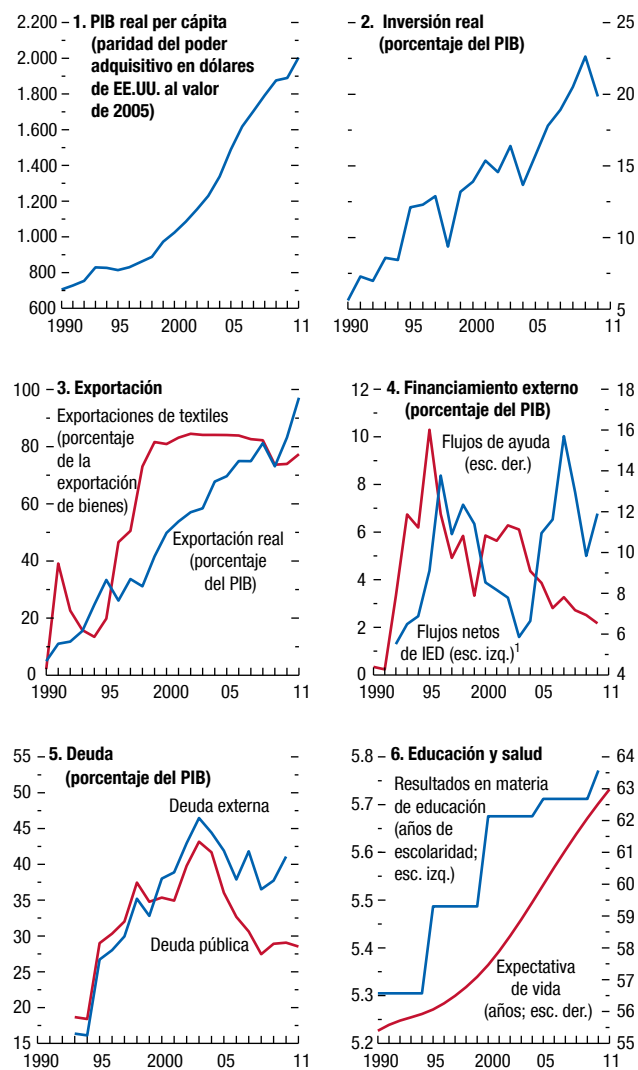 1. PIB real per cápita
(paridad del poder
adquisitivo en dólares
de EE.UU. al valor
de 2005)
2.200
2.000
1.800
1.600
1.400
1.200
1.000
800
600
1990 95 2000 05 11
2. Inversión real
(porcentaje del PIB)
25
20
15
10
5
1990 95 2000 05 11
3. Exportación
Exportaciones de textiles
(porcentaje
de la
exportación
de bienes)
Exportación real
(porcentaje
del PIB)
100
80
60
40
20
0
1990 95 2000 05 11
4. Financiamiento externo
(porcentaje del PIB)
Flujos de ayuda
(esc. der.)
Flujos netos
de IED (esc. izq.)1
12
10
8
6
4
2
0
18
16
14
12
10
8
6
4
1990 95 2000 05 11
5. Deuda
(porcentaje del PIB)
Deuda externa
Deuda pública
55
50
45
40
35
30
25
20
15
1990 95 2000 05 11
6. Educación y salud
Resultados en materia
de educación
(años de
escolaridad;
esc. izq.)
Expectativa
de vida
(años; esc. der.)
5.8
5.7
5.6
5.5
5.4
5.3
5.2
64
63
62
61
60
59
58
57
56
55
1990 95 2000 05 11